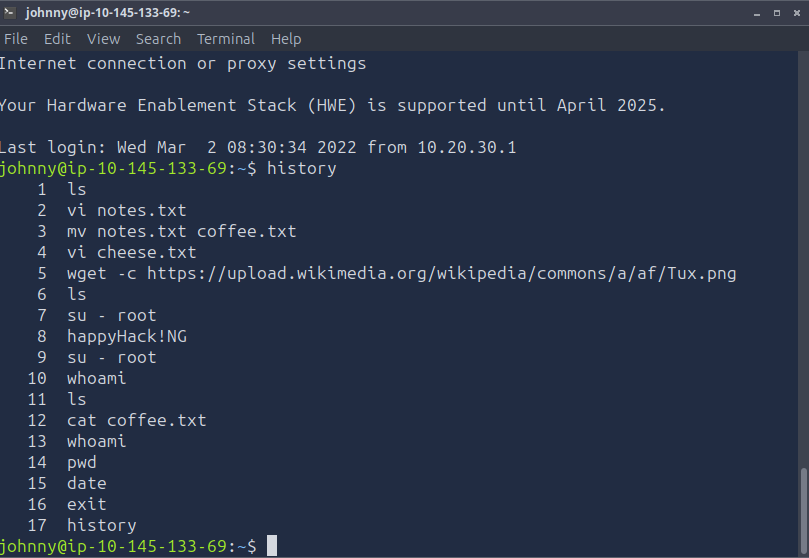 johnny@ip-10-145-133-69: ~
File Edit View Search Terminal Help
Internet connection or proxy settings
Your Hardware Enablement Stack (HWE) is supported until April 2025.
Last login: Wed Mar  2 08:30:34 2022 from 10.20.30.1
johnny@ip-10-145-133-69:~$ history
    1  ls
    2  vi notes.txt
    3  mv notes.txt coffee.txt
    4  vi cheese.txt
    5  wget -c https://upload.wikimedia.org/wikipedia/commons/a/af/Tux.png
    6  ls
    7  su - root
    8  happyHack!NG
    9  su - root
   10  whoami
   11  ls
   12  cat coffee.txt
   13  whoami
   14  pwd
   15  date
   16  exit
   17  history
johnny@ip-10-145-133-69:~$